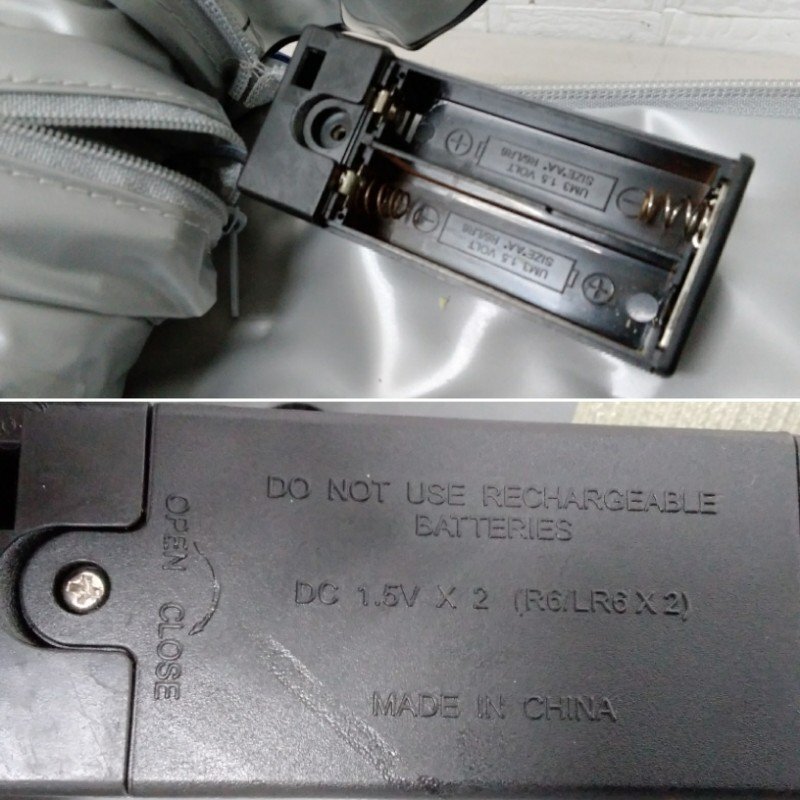 UM3 1.5 VOLT
SIZE"AA" R6/LR6
UM3 1.5 VOLT
SIZE"AA" R6/LR6
DO NOT USE RECHARGEABLE
BATTERIES
OPEN
CLOSE
DC 1.5V X 2 (R6/LR6 X 2)
MADE IN CHINA